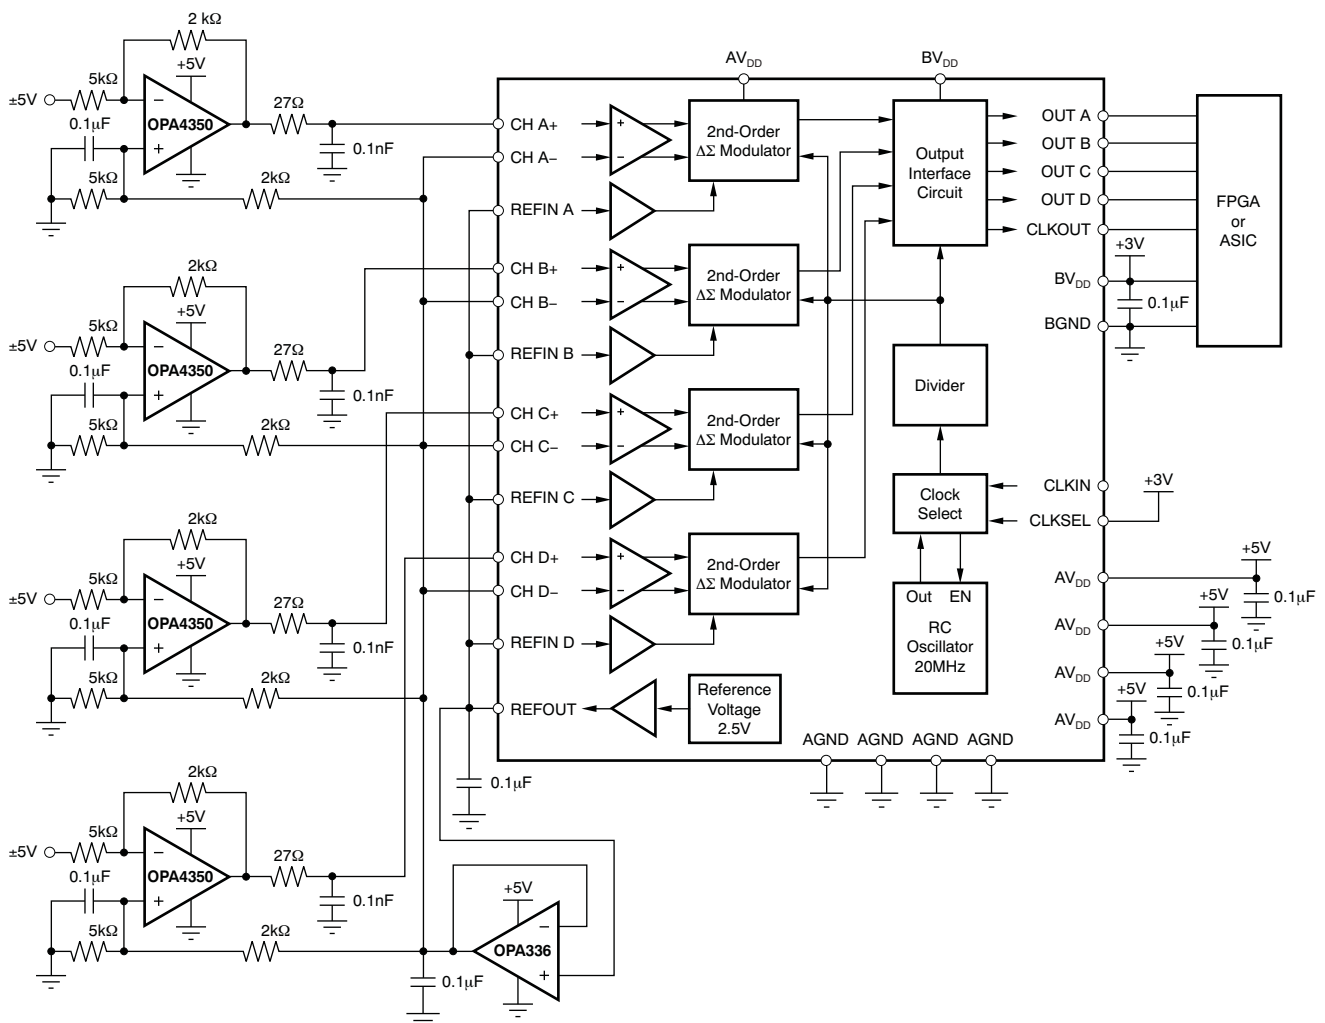 2 kΩ
+5V
5kΩ
±5V
−
OPA4350
+
0.1μF
5kΩ
2kΩ
27Ω
0.1nF
2kΩ
+5V
5kΩ
±5V
−
OPA4350
+
0.1μF
5kΩ
2kΩ
27Ω
0.1nF
2kΩ
+5V
5kΩ
±5V
−
OPA4350
+
0.1μF
5kΩ
2kΩ
27Ω
0.1nF
2kΩ
+5V
5kΩ
±5V
−
OPA4350
+
0.1μF
5kΩ
2kΩ
27Ω
0.1nF
+5V
−
OPA336
+
0.1μF
0.1μF
AVDD
BVDD
CH A+
CH A−
REFIN A
+
−
2nd-Order
ΔΣ Modulator
CH B+
CH B−
REFIN B
+
−
2nd-Order
ΔΣ Modulator
CH C+
CH C−
REFIN C
+
−
2nd-Order
ΔΣ Modulator
CH D+
CH D−
REFIN D
+
−
2nd-Order
ΔΣ Modulator
REFOUT
Reference
Voltage
2.5V
Output
Interface
Circuit
Divider
Clock
Select
Out EN
RC
Oscillator
20MHz
OUT A
OUT B
OUT C
OUT D
CLKOUT
BVDD
BGND
+3V
0.1μF
FPGA
or
ASIC
CLKIN
CLKSEL
+3V
AVDD
+5V
0.1μF
AVDD
+5V
0.1μF
AVDD
+5V
0.1μF
AVDD
+5V
0.1μF
AGND AGND AGND AGND